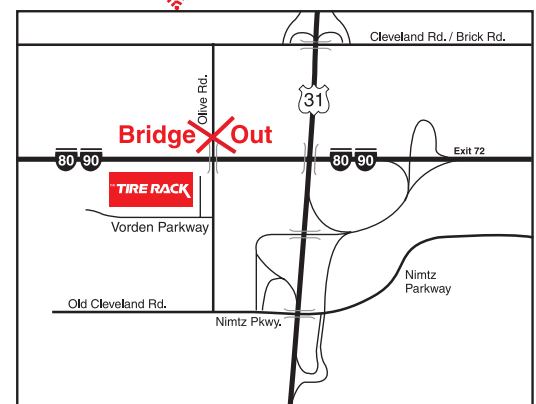 Cleveland Rd. / Brick Rd.
Olive Rd.
31
Bridge Out
80 90
80 90
Exit 72
TIRE RACK
Vorden Parkway
Nimtz
Parkway
Old Cleveland Rd.
Nimtz Pkwy.